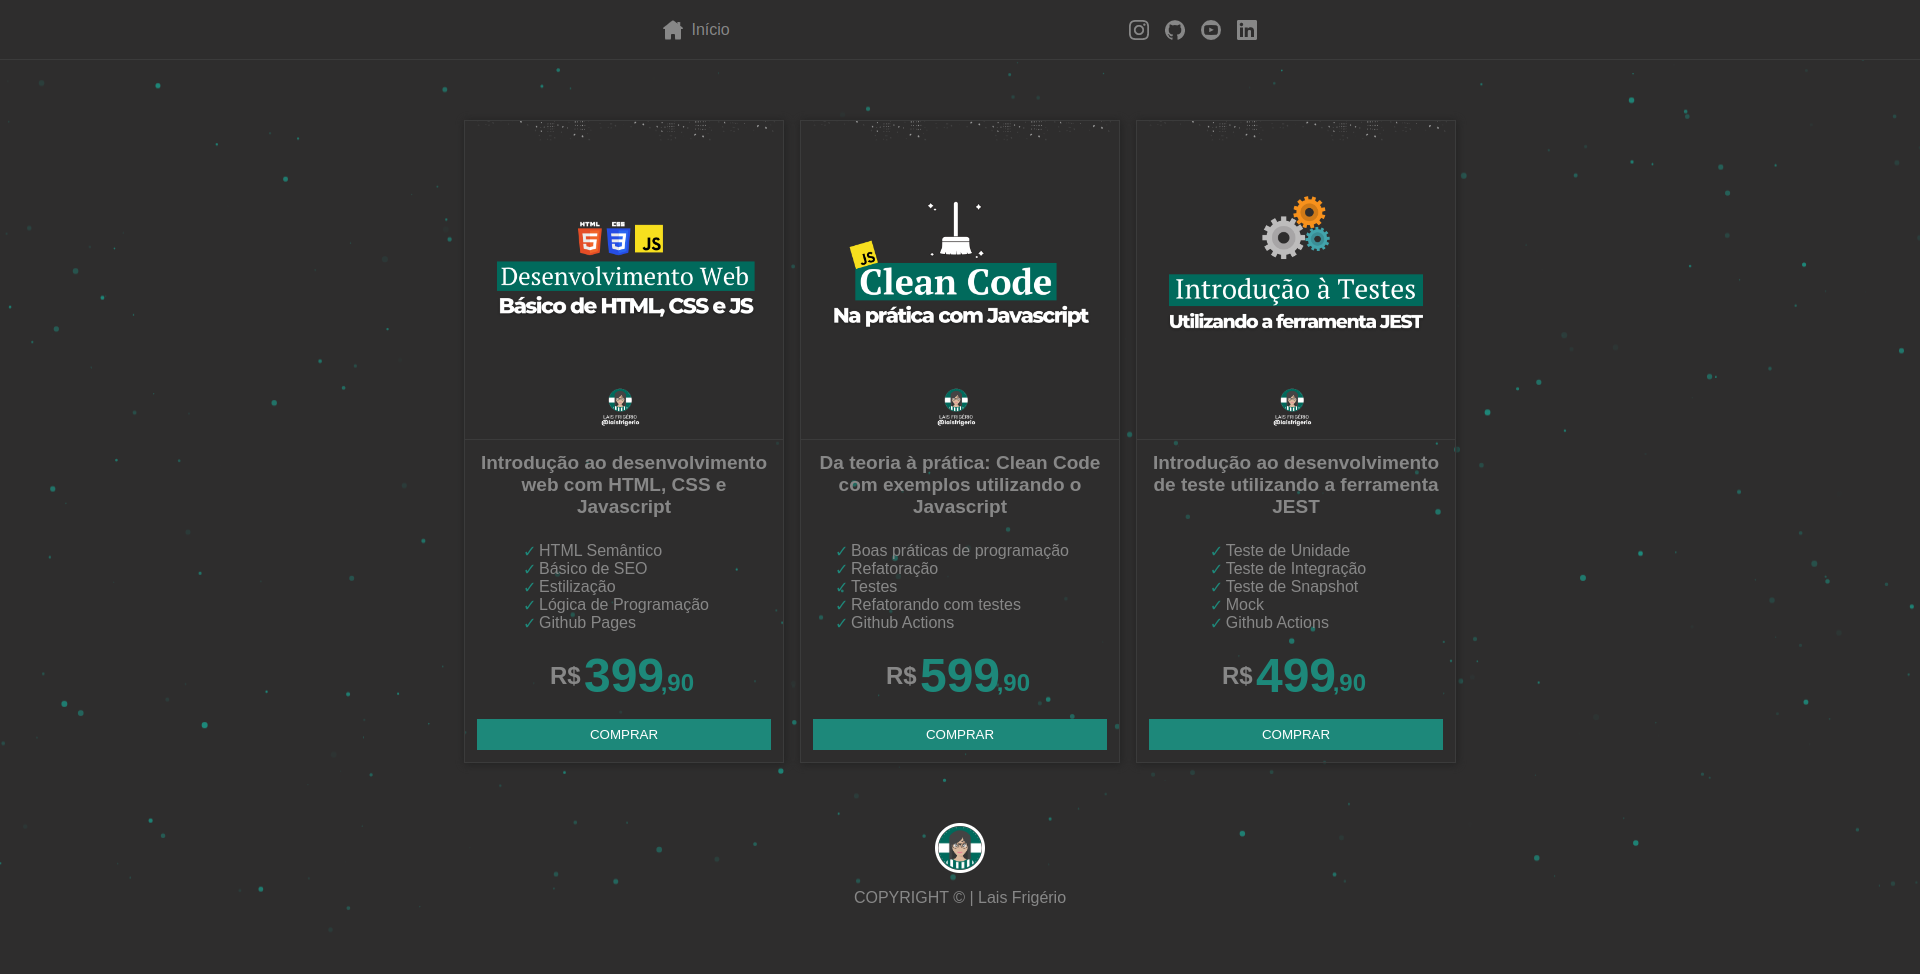 Início
HTML CSS JS
Desenvolvimento Web
Básico de HTML, CSS e JS
LAIS FRIGÉRIO
@laisfrigerio
Introdução ao desenvolvimento
web com HTML, CSS e
Javascript
✓ HTML Semântico
✓ Básico de SEO
✓ Estilização
✓ Lógica de Programação
✓ Github Pages
R$ 399,90
COMPRAR
JS
Clean Code
Na prática com Javascript
LAIS FRIGÉRIO
@laisfrigerio
Da teoria à prática: Clean Code
com exemplos utilizando o
Javascript
✓ Boas práticas de programação
✓ Refatoração
✓ Testes
✓ Refatorando com testes
✓ Github Actions
R$ 599,90
COMPRAR
Introdução à Testes
Utilizando a ferramenta JEST
LAIS FRIGÉRIO
@laisfrigerio
Introdução ao desenvolvimento
de teste utilizando a ferramenta
JEST
✓ Teste de Unidade
✓ Teste de Integração
✓ Teste de Snapshot
✓ Mock
✓ Github Actions
R$ 499,90
COMPRAR
COPYRIGHT © | Lais Frigério